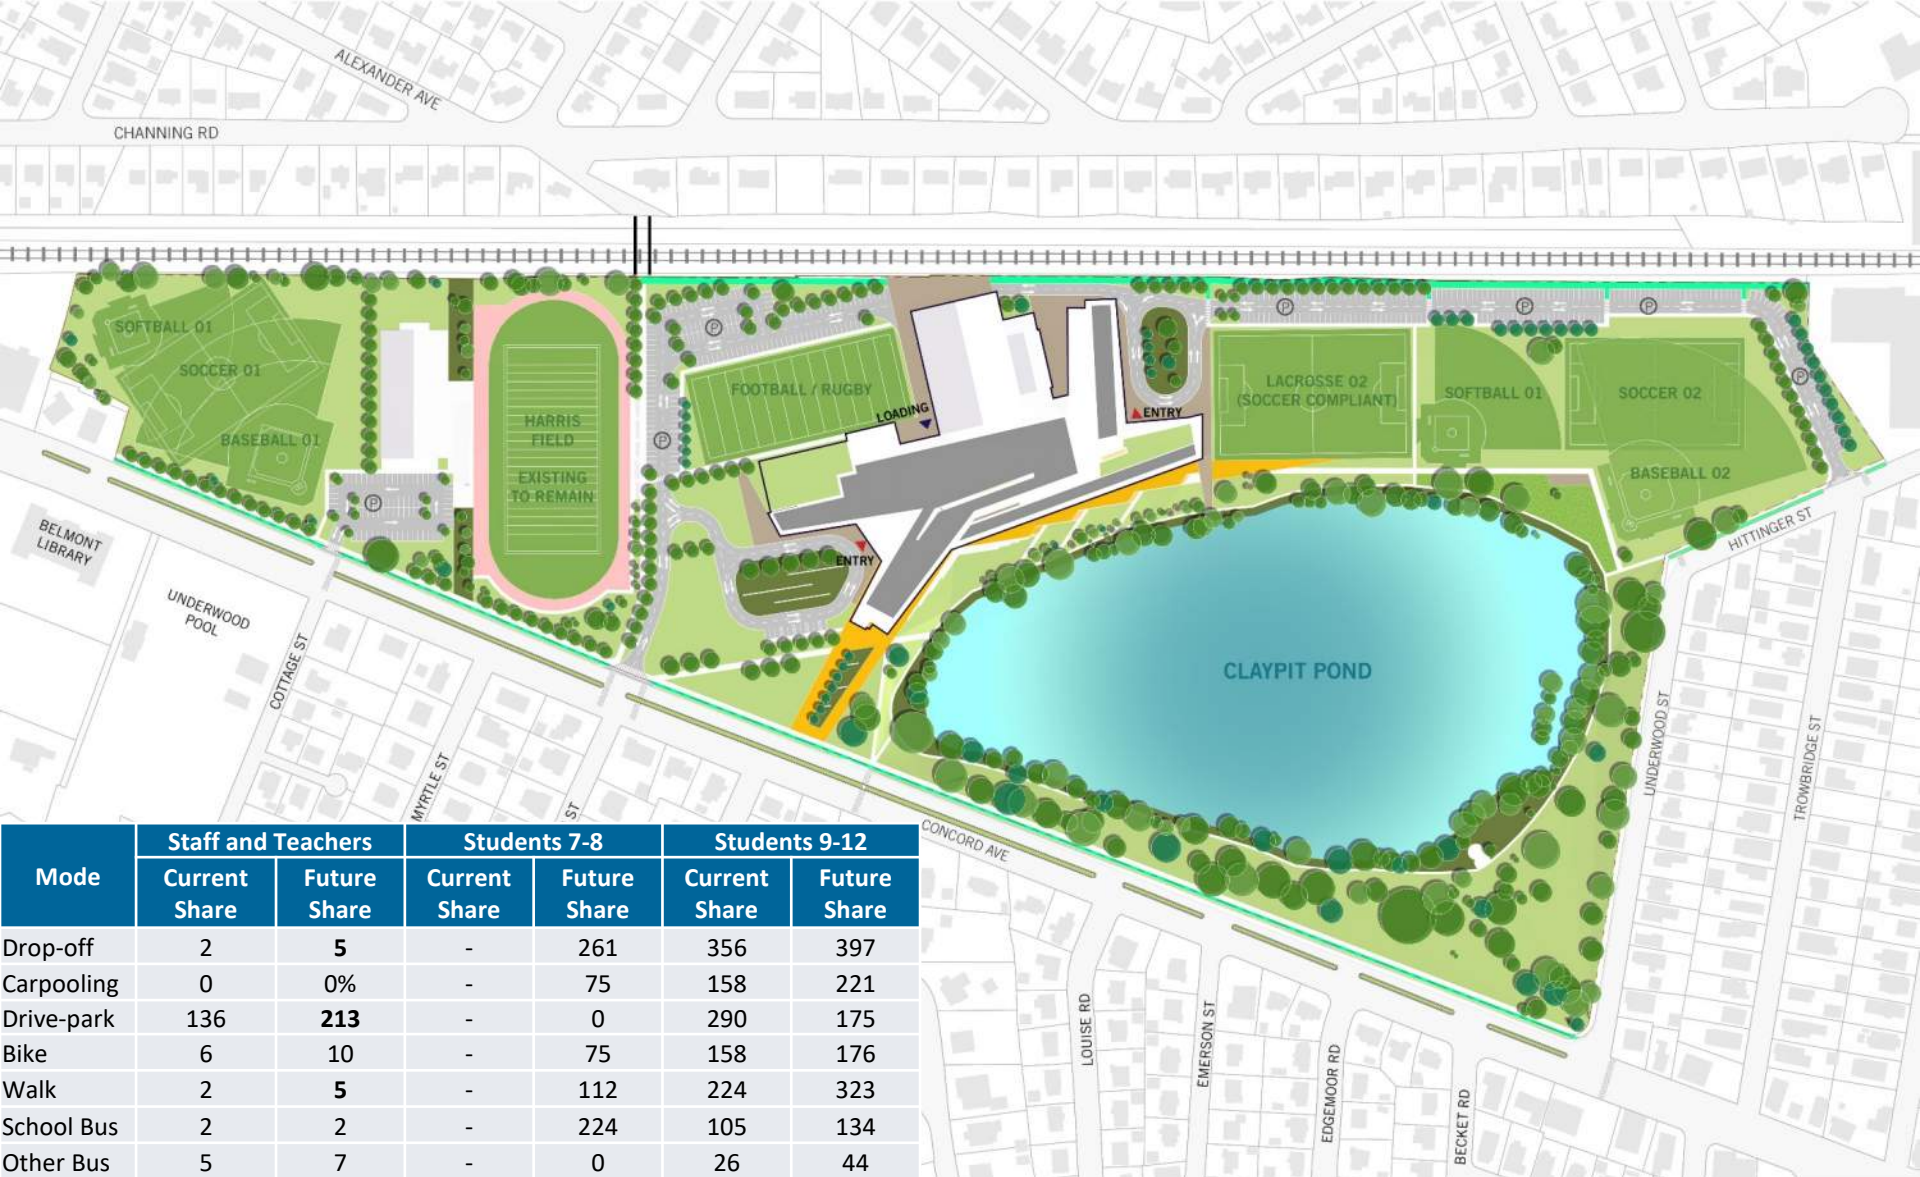 ALEXANDER AVE
CHANNING RD
SOFTBALL 01
SOCCER 01
BASEBALL 01
P
HARRIS
FIELD
EXISTING
TO REMAIN
P
P
FOOTBALL / RUGBY
LOADING
ENTRY
ENTRY
P
P
P
P
LACROSSE 02
(SOCCER COMPLIANT)
SOFTBALL 01
SOCCER 02
BASEBALL 02
HITTINGER ST
BELMONT
LIBRARY
UNDERWOOD
POOL
COTTAGE ST
MYRTLE ST
ST
CLAYPIT POND
UNDERWOOD ST
TROWBRIDGE ST
CONCORD AVE
LOUISE RD
EMERSON ST
EDGEMOOR RD
BECKET RD
Mode Staff and Teachers Students 7-8 Students 9-12
Current Share Future Share Current Share Future Share Current Share Future Share
Drop-off 2 5 - 261 356 397
Carpooling 0 0% - 75 158 221
Drive-park 136 213 - 0 290 175
Bike 6 10 - 75 158 176
Walk 2 5 - 112 224 323
School Bus 2 2 - 224 105 134
Other Bus 5 7 - 0 26 44